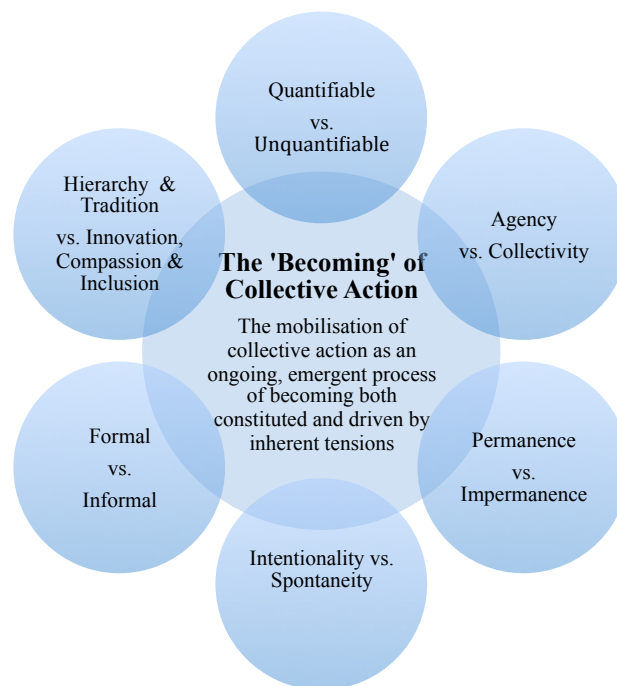 Quantifiable
vs.
Unquantifiable
Hierarchy & 
Tradition
vs. Innovation,
Compassion &
Inclusion
Agency
vs. Collectivity
The 'Becoming' of
Collective Action
The mobilisation of
collective action as an
ongoing, emergent process
of becoming both
constituted and driven by
inherent tensions
Formal
vs.
Informal
Permanence
vs.
Impermanence
Intentionality vs.
Spontaneity